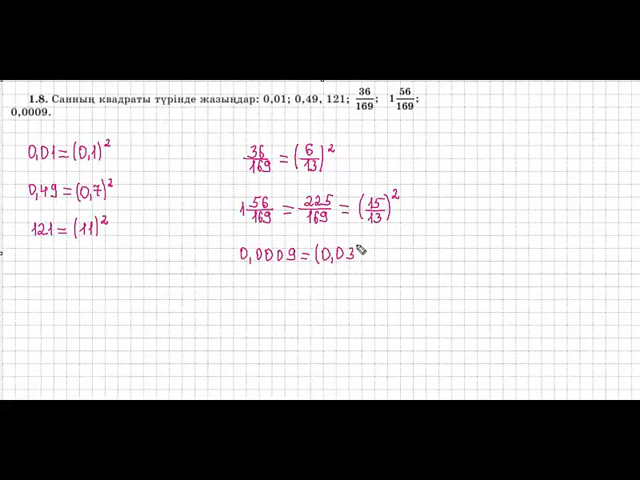 1.8. Санның квадраты түрінде жазыңдар: 0,01; 0,49, 121; 36/169; 1 56/169;
0,0009.
0,01 = (0,1)²
0,49 = (0,7)²
121 = (11)²
36/169 = (6/13)²
1 56/169 = 225/169 = (15/13)²
0,0009 = (0,03